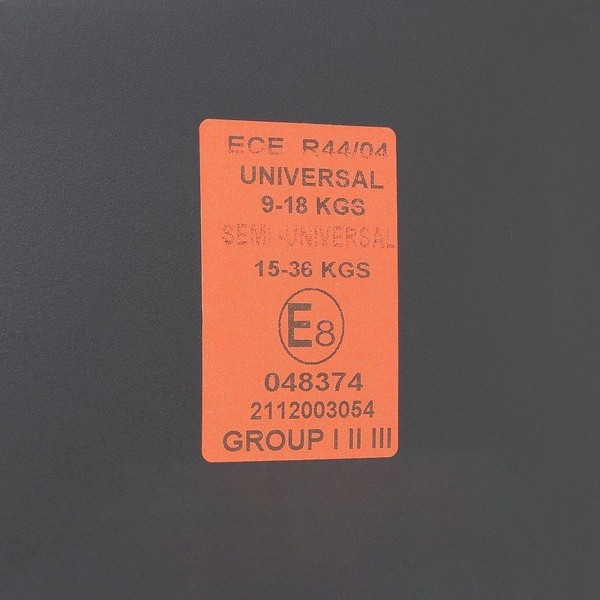 ECE R44/04
UNIVERSAL
9-18 KGS
SEMI-UNIVERSAL
15-36 KGS
E8
048374
2112003054
GROUP I II III